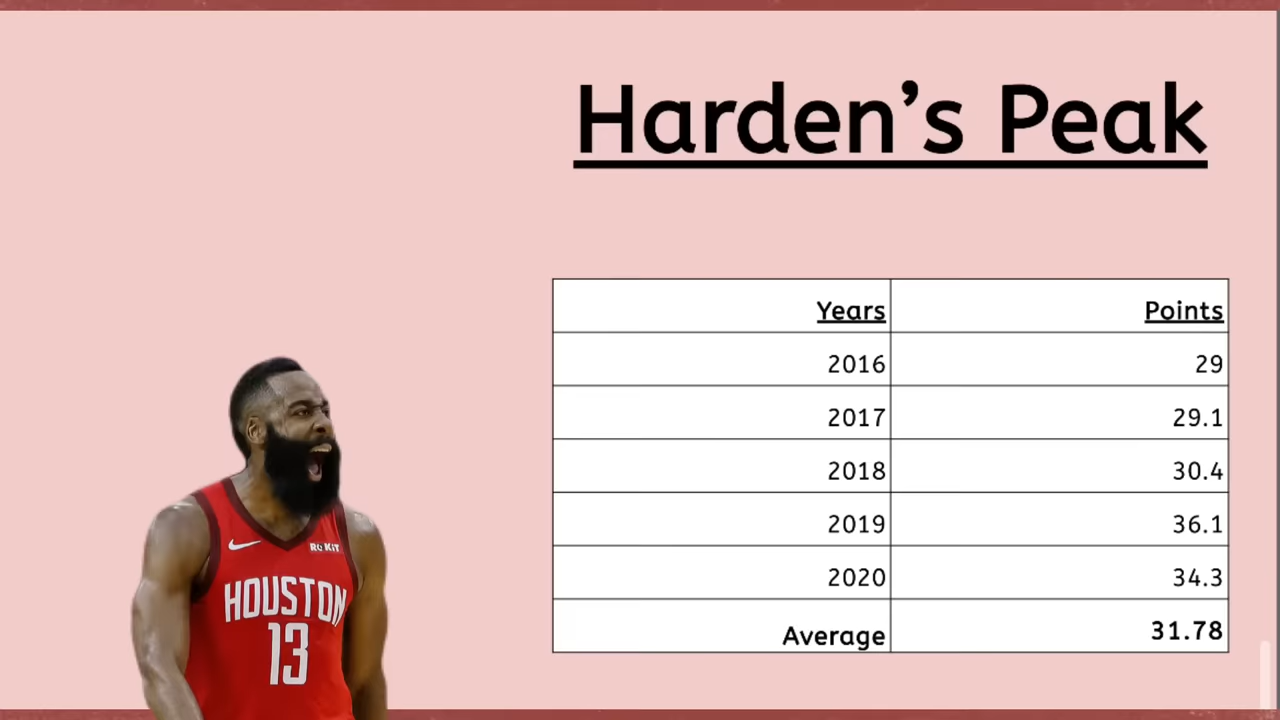 Harden’s Peak
Years Points
2016 29
2017 29.1
2018 30.4
2019 36.1
2020 34.3
Average 31.78
ROKIT
HOUSTON
13